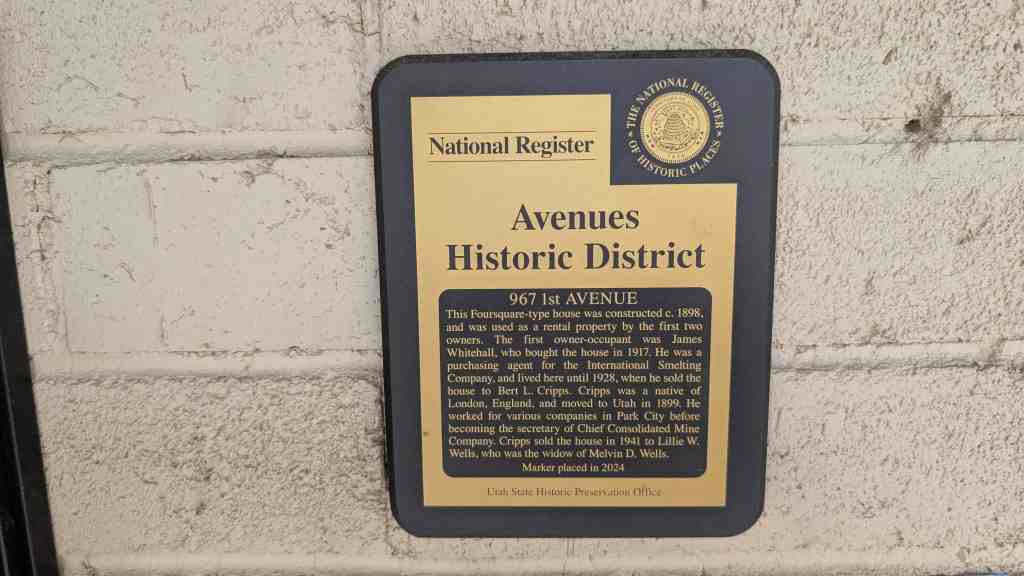 THE NATIONAL REGISTER
OF HISTORIC PLACES
National Register
Avenues
Historic District
967 1st AVENUE
This Foursquare-type house was constructed c. 1898,
and was used as a rental property by the first two
owners. The first owner-occupant was James
Whitehall, who bought the house in 1917. He was a
purchasing agent for the International Smelting
Company, and lived here until 1928, when he sold the
house to Bert L. Cripps. Cripps was a native of
London, England, and moved to Utah in 1899. He
worked for various companies in Park City before
becoming the secretary of Chief Consolidated Mine
Company. Cripps sold the house in 1941 to Lillie W.
Wells, who was the widow of Melvin D. Wells.
Marker placed in 2024
Utah State Historic Preservation Office